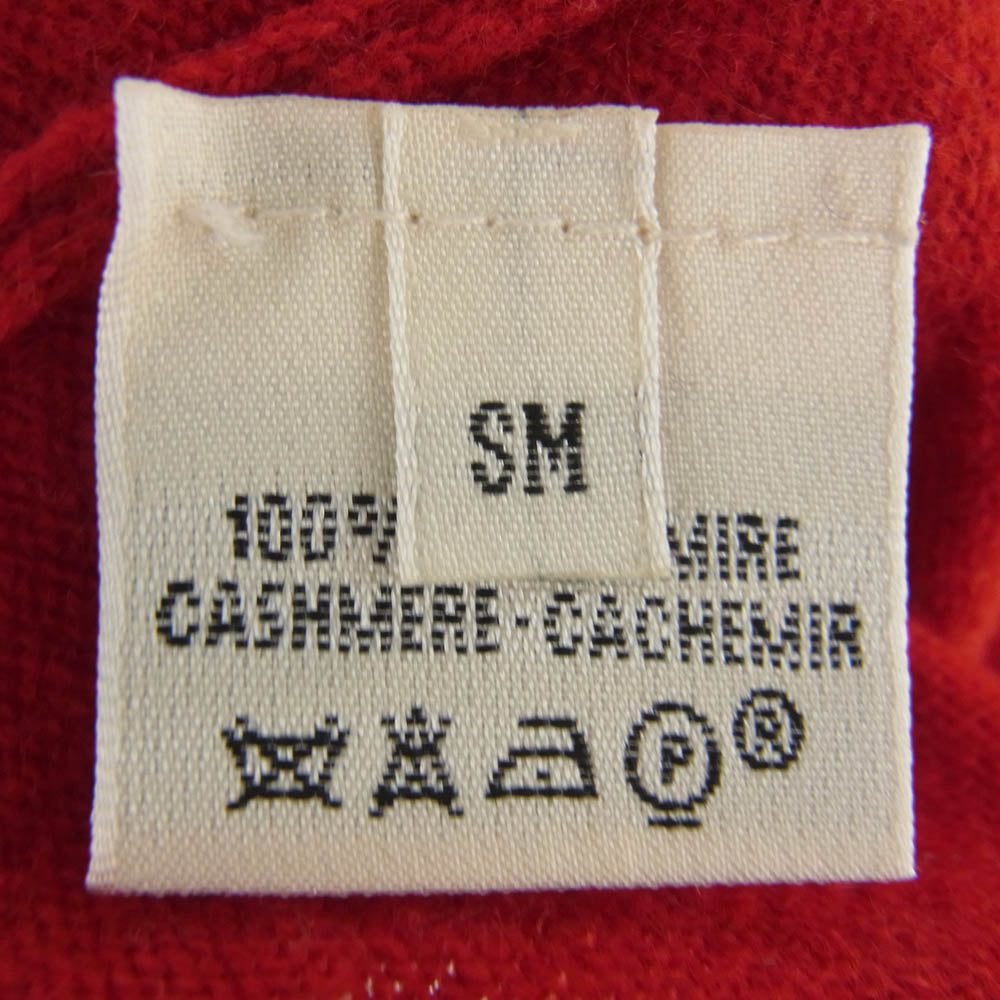 SM
100% MIRE
CASHMERE-CACHEMIR
P ®